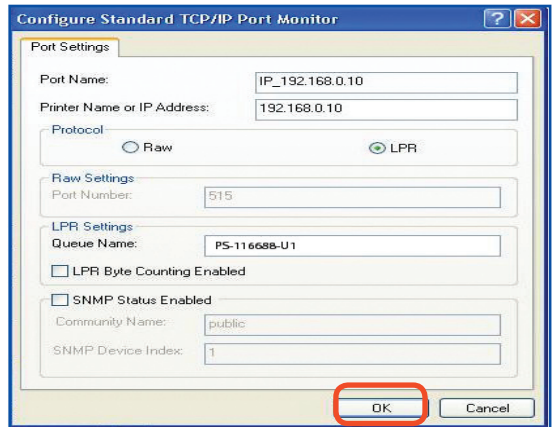 Configure Standard TCP/IP Port Monitor
Port Settings
Port Name: IP_192.168.0.10
Printer Name or IP Address: 192.168.0.10
Protocol
Raw LPR
Raw Settings
Port Number: 515
LPR Settings
Queue Name: PS-116688-U1
LPR Byte Counting Enabled
SNMP Status Enabled
Community Name: public
SNMP Device Index: 1
OK Cancel